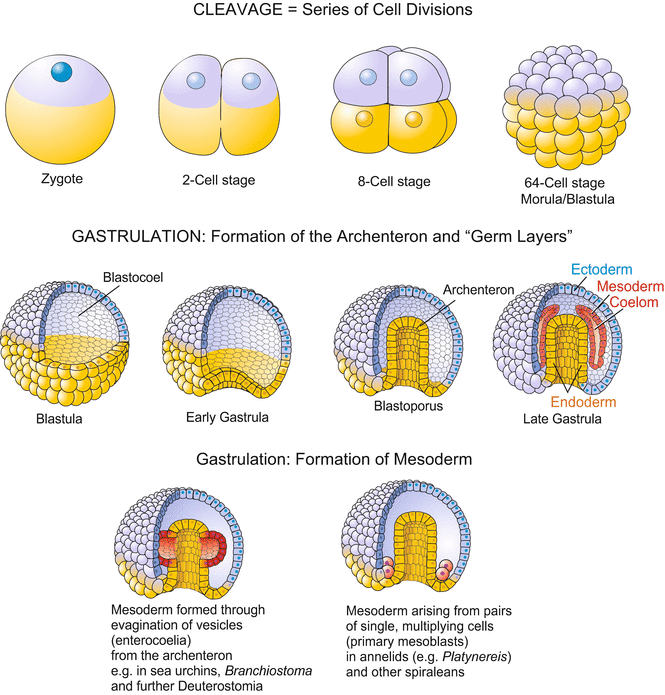 CLEAVAGE = Series of Cell Divisions
Zygote
2-Cell stage
8-Cell stage
64-Cell stage
Morula/Blastula
GASTRULATION: Formation of the Archenteron and “Germ Layers”
Blastocoel
Archenteron
Ectoderm
Mesoderm
Coelom
Endoderm
Blastula
Early Gastrula
Blastoporus
Late Gastrula
Gastrulation: Formation of Mesoderm
Mesoderm formed through
evagination of vesicles
(enterocoelia)
from the archenteron
e.g. in sea urchins, Branchiostoma
and further Deuterostomia
Mesoderm arising from pairs
of single, multiplying cells
(primary mesoblasts)
in annelids (e.g. Platynereis)
and other spiraleans